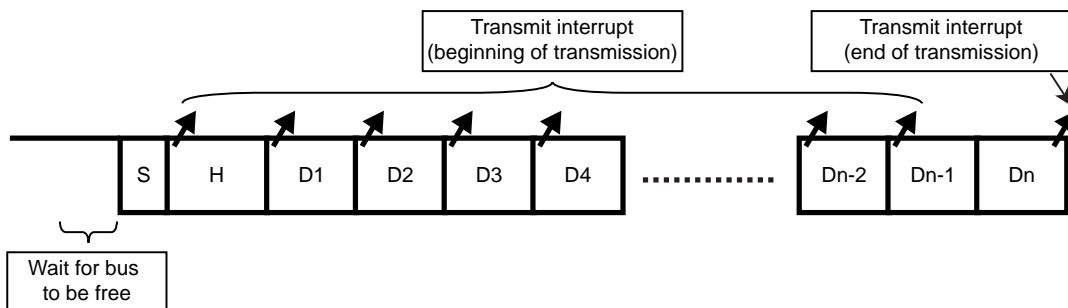 Transmit interrupt
(beginning of transmission)
Transmit interrupt
(end of transmission)
S H D1 D2 D3 D4 Dn-2 Dn-1 Dn
Wait for bus
to be free